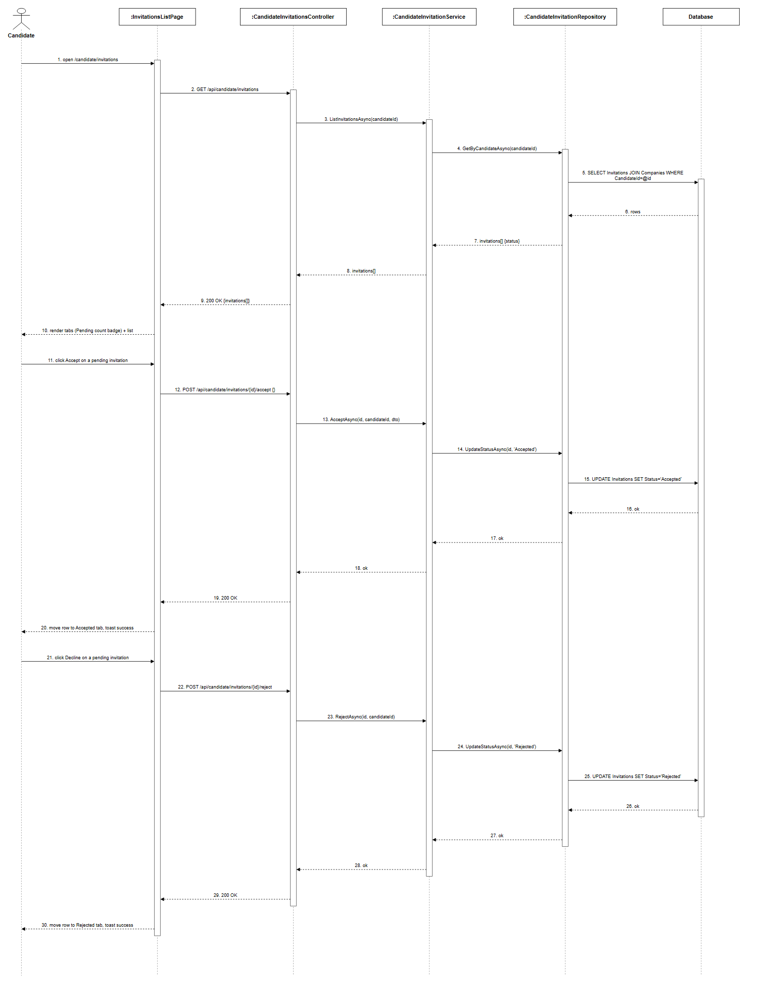 Candidate
:InvitationsListPage
:CandidateInvitationsController
:CandidateInvitationService
:CandidateInvitationRepository
Database
1. open /candidate/invitations
2. GET /api/candidate/invitations
3. ListInvitationsAsync(candidateId)
4. GetByCandidateAsync(candidateId)
5. SELECT Invitations JOIN Companies WHERE
CandidateId=@id
6. rows
7. invitations[] {status}
8. invitations[]
9. 200 OK {invitations[]}
10. render tabs (Pending count badge) + list
11. click Accept on a pending invitation
12. POST /api/candidate/invitations/{id}/accept {}
13. AcceptAsync(id, candidateId, dto)
14. UpdateStatusAsync(id, 'Accepted')
15. UPDATE Invitations SET Status='Accepted'
16. ok
17. ok
18. ok
19. 200 OK
20. move row to Accepted tab, toast success
21. click Decline on a pending invitation
22. POST /api/candidate/invitations/{id}/reject
23. RejectAsync(id, candidateId)
24. UpdateStatusAsync(id, 'Rejected')
25. UPDATE Invitations SET Status='Rejected'
26. ok
27. ok
28. ok
29. 200 OK
30. move row to Rejected tab, toast success